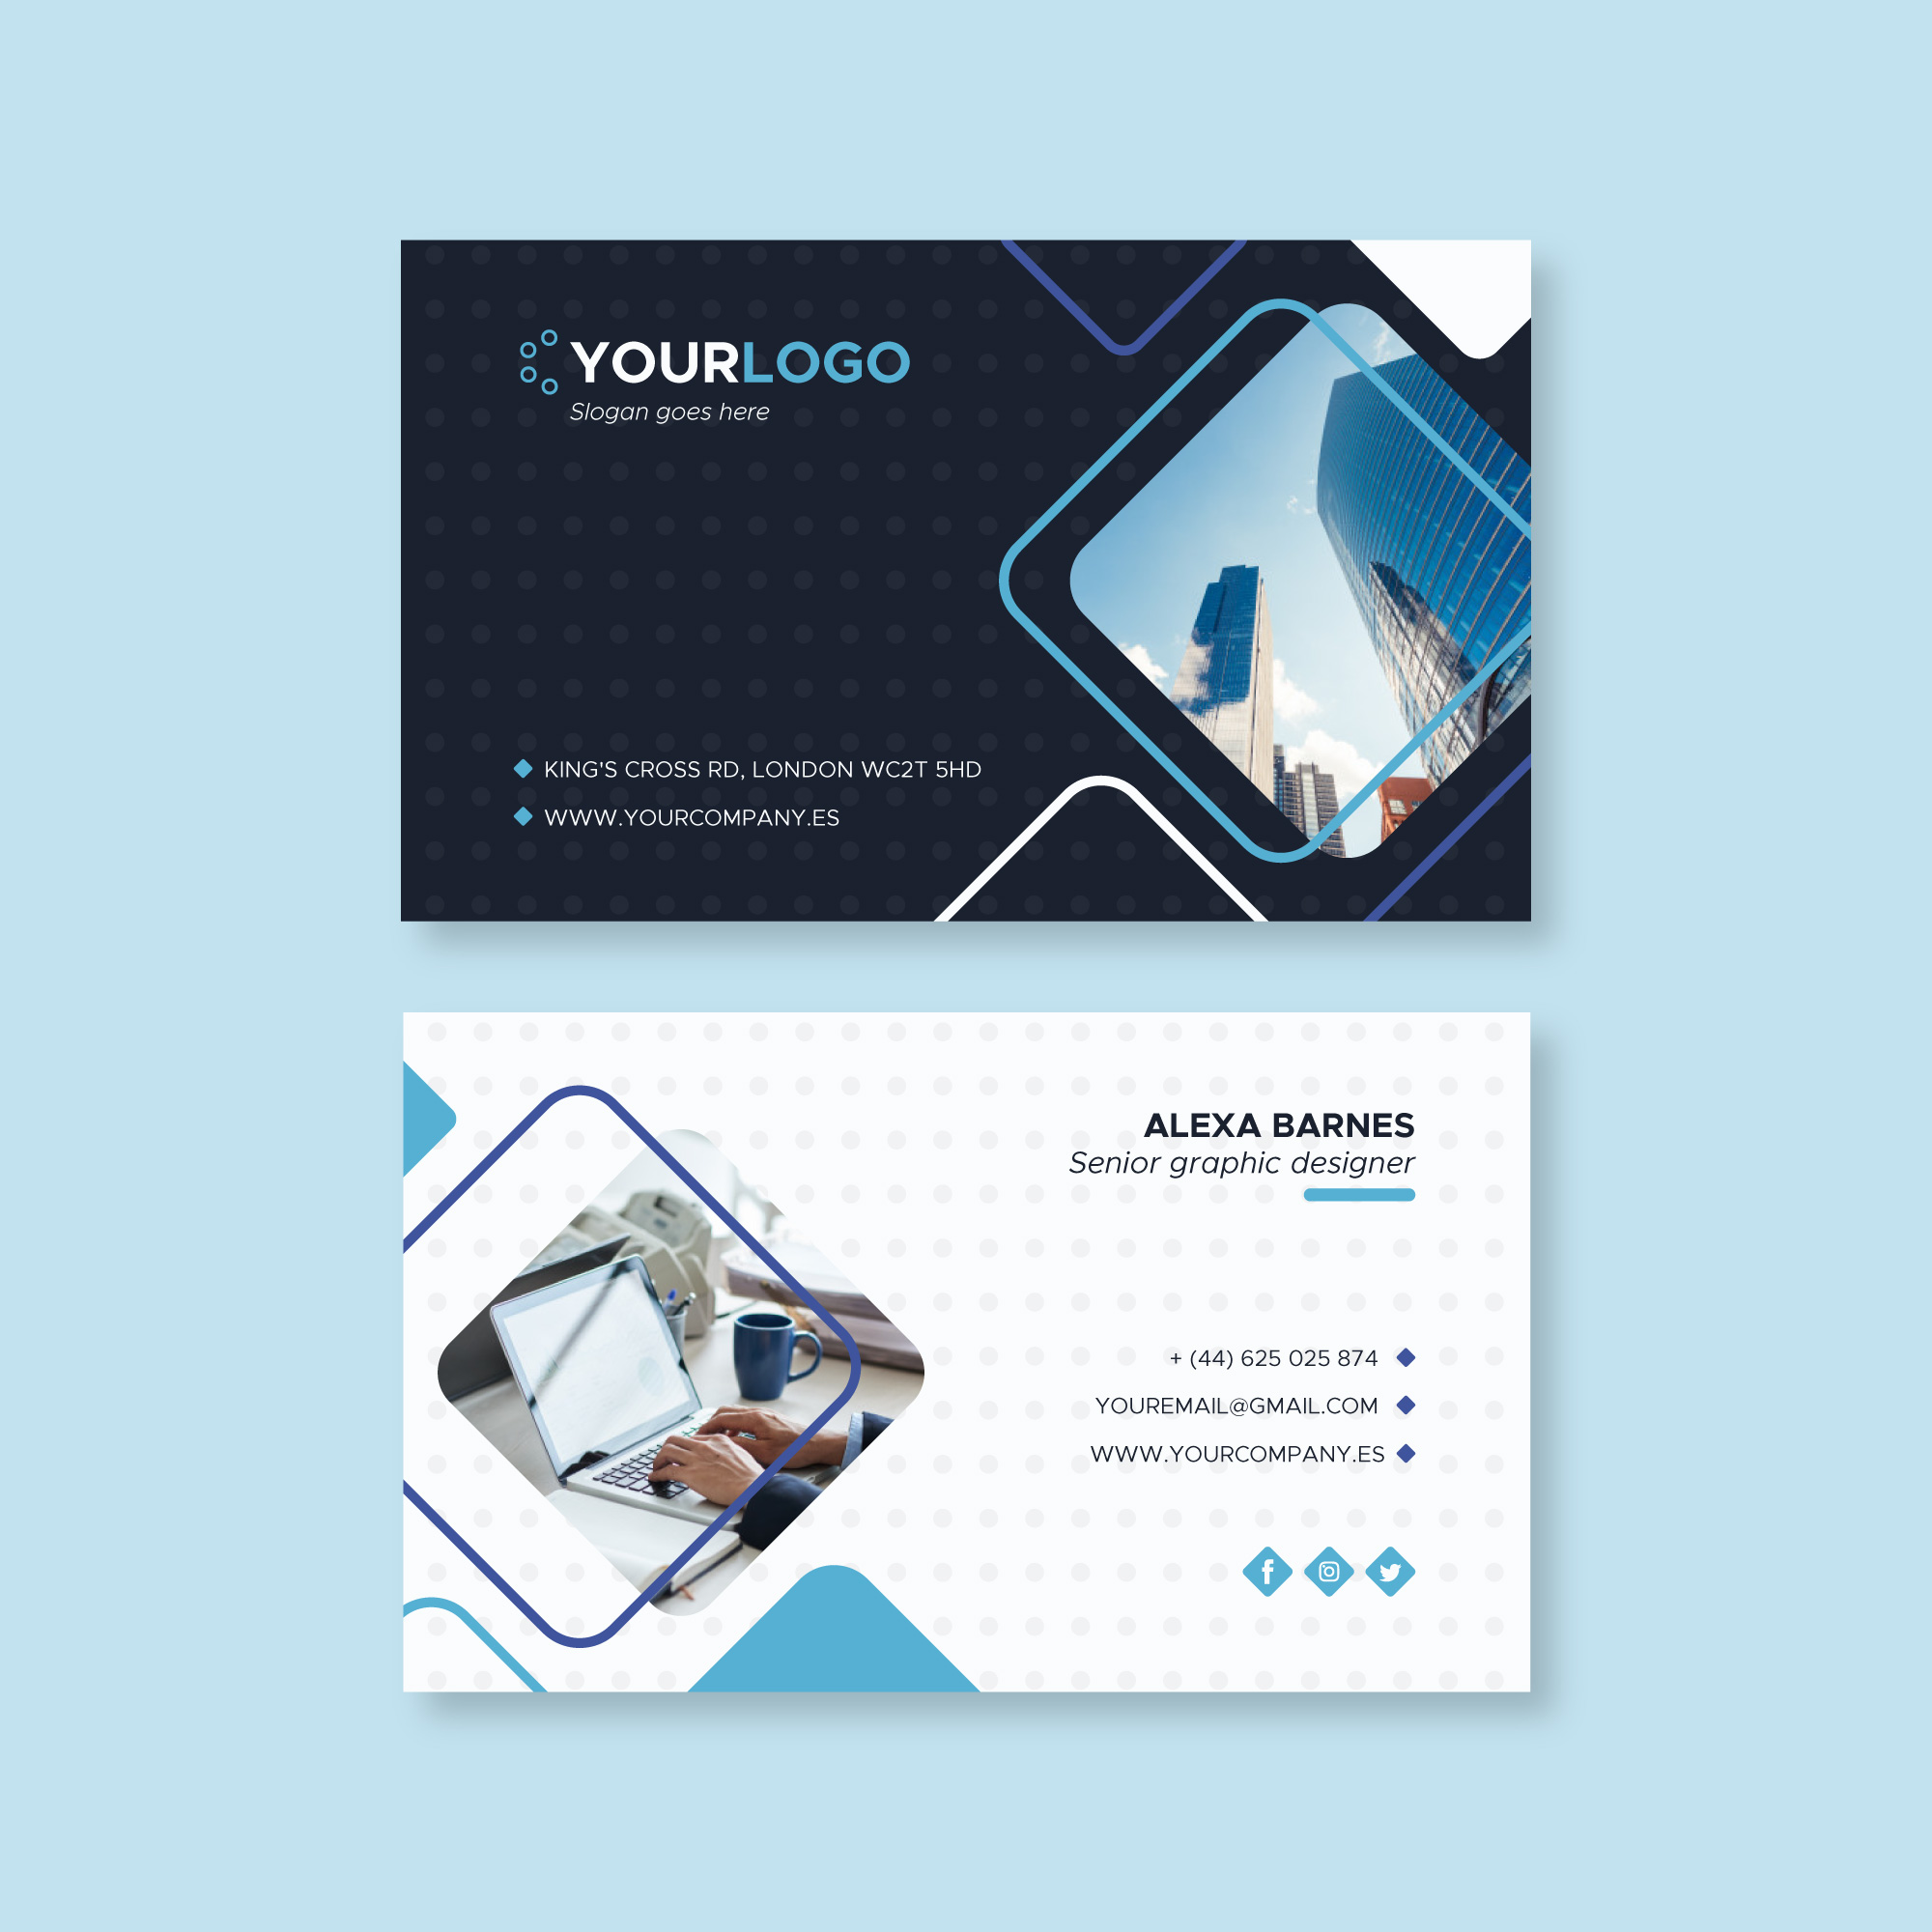 YOURLOGO
Slogan goes here
KING'S CROSS RD, LONDON WC2T 5HD
WWW.YOURCOMPANY.ES
ALEXA BARNES
Senior graphic designer
+ (44) 625 025 874
YOUREMAIL@GMAIL.COM
WWW.YOURCOMPANY.ES